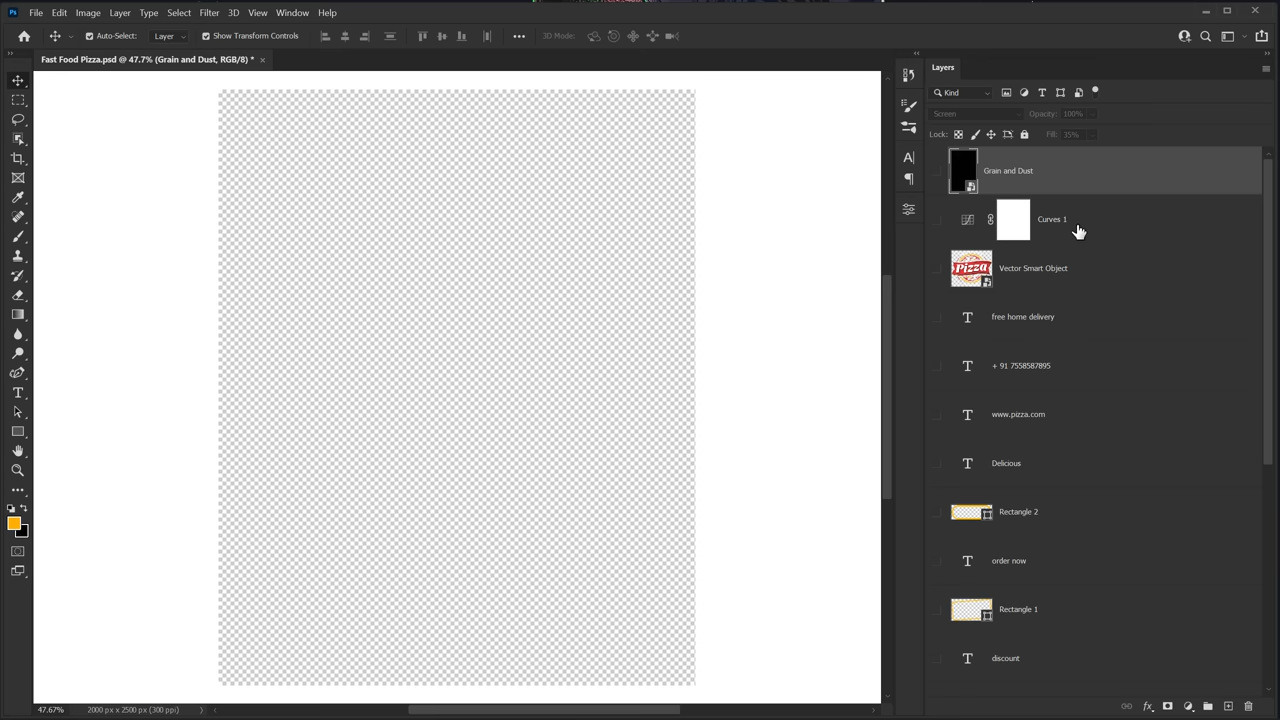 Ps File Edit Image Layer Type Select Filter 3D View Window Help
Auto-Select: Layer Show Transform Controls 3D Mode:
Fast Food Pizza.psd @ 47.7% (Grain and Dust, RGB/8) *
Layers
Kind
Screen Opacity: 100%
Lock: Fill: 35%
Grain and Dust
Curves 1
Pizza Vector Smart Object
T free home delivery
T + 91 7558587895
T www.pizza.com
T Delicious
Rectangle 2
T order now
Rectangle 1
T discount
47.67% 2000 px x 2500 px (300 ppi)